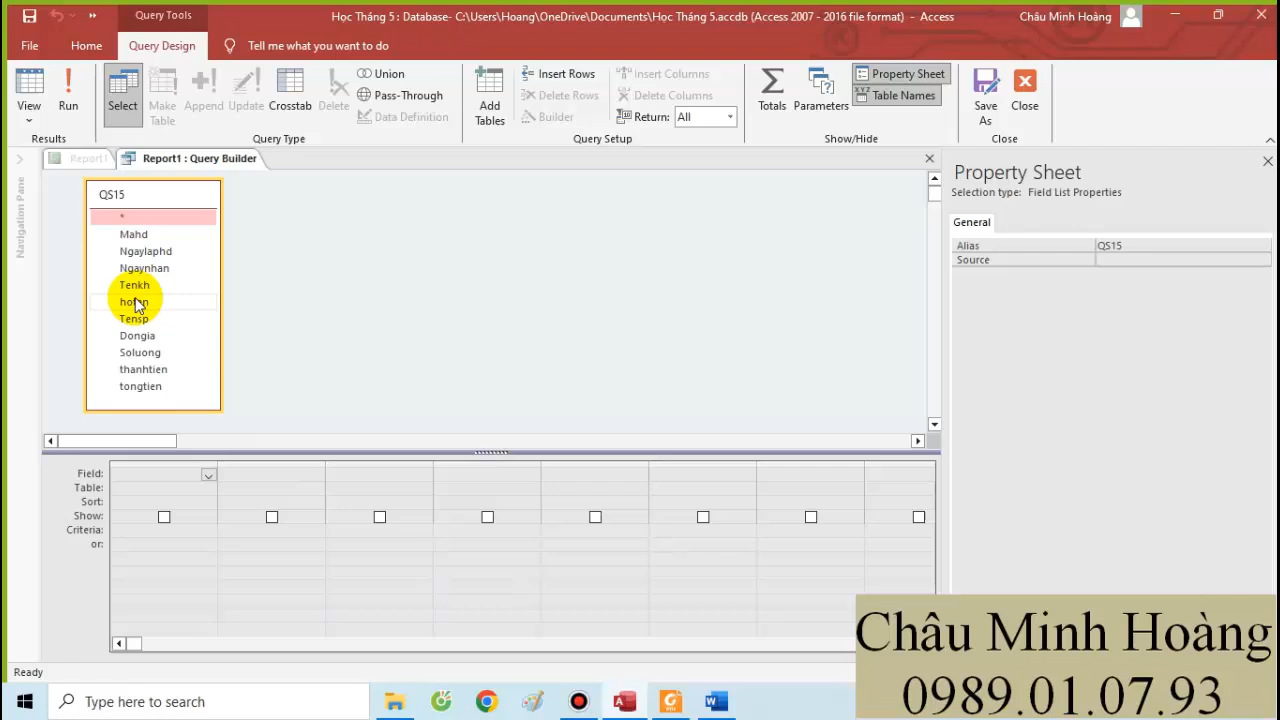 Query Tools
Học Tháng 5 : Database- C:\Users\Hoang\OneDrive\Documents\Học Tháng 5.accdb (Access 2007 - 2016 file format) - Access
Châu Minh Hoàng
File
Home
Query Design
Tell me what you want to do
View
Run
Select
Make Table
Append
Update
Crosstab
Delete
Union
Pass-Through
Data Definition
Add Tables
Insert Rows
Delete Rows
Builder
Insert Columns
Delete Columns
Return: All
Totals
Parameters
Property Sheet
XYZ
Table Names
Save As
Close
Results
Query Type
Query Setup
Show/Hide
Close
Navigation Pane
Report1
Report1 : Query Builder
QS15
*
Mahd
Ngaylaphd
Ngaynhan
Tenkh
Tensp
Dongia
Soluong
thanhtien
tongtien
Property Sheet
Selection type: Field List Properties
General
Alias QS15
Source
Field:
Table:
Sort:
Show:
Criteria:
or:
Ready
Type here to search
Châu Minh Hoàng
0989.01.07.93